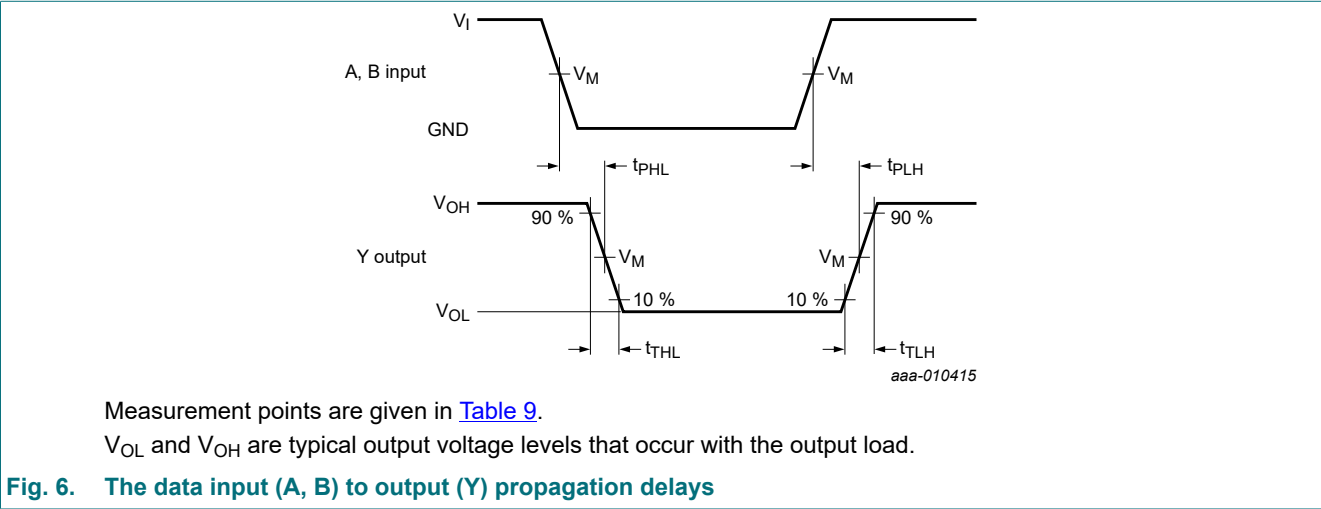 VI
A, B input
VM
VM
GND
tPHL
tPLH
VOH
90 %
90 %
Y output
VM
VM
10 %
10 %
VOL
tTHL
tTLH
aaa-010415
Measurement points are given in Table 9.
VOL and VOH are typical output voltage levels that occur with the output load.
Fig. 6. The data input (A, B) to output (Y) propagation delays